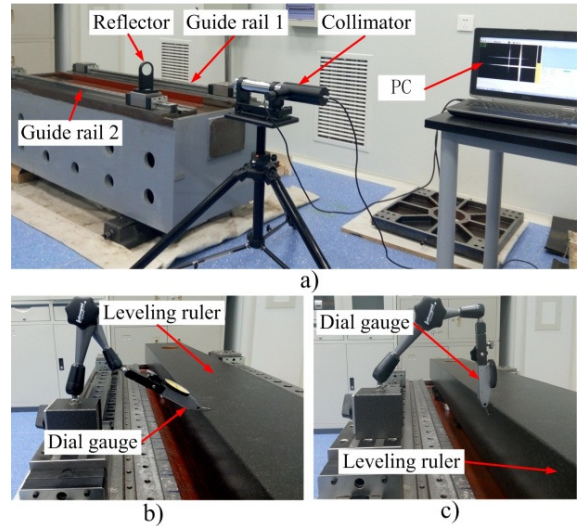 Reflector
Guide rail 1
Collimator
PC
Guide rail 2
a)
Leveling ruler
Dial gauge
b)
Dial gauge
Leveling ruler
c)